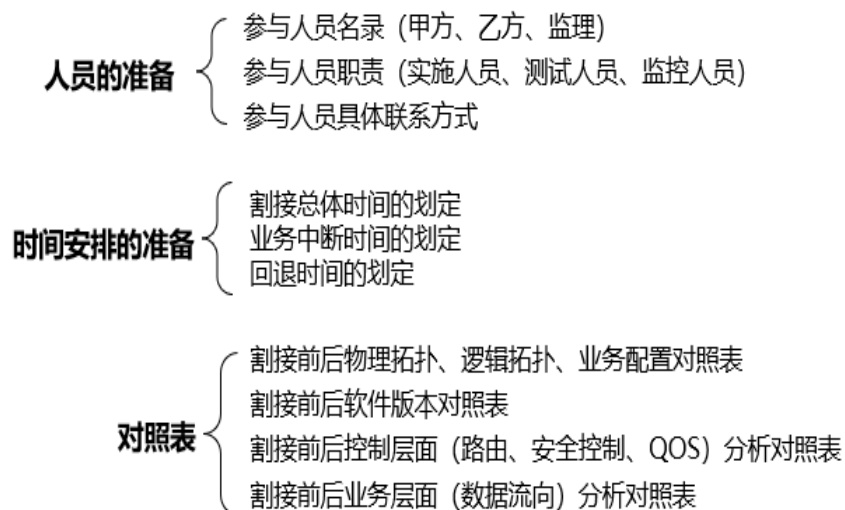 人员的准备
参与人员名录（甲方、乙方、监理）
参与人员职责（实施人员、测试人员、监控人员）
参与人员具体联系方式
时间安排的准备
割接总体时间的划定
业务中断时间的划定
回退时间的划定
对照表
割接前后物理拓扑、逻辑拓扑、业务配置对照表
割接前后软件版本对照表
割接前后控制层面（路由、安全控制、QOS）分析对照表
割接前后业务层面（数据流向）分析对照表